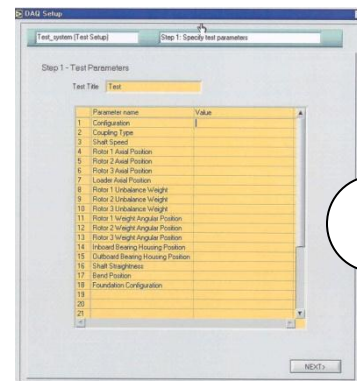 DAQ Setup
Test_system (Test Setup) Step 1: Specify test parameters
Step 1 - Test Parameters
Test Title Test
Parameter name Value
1 Configuration
2 Coupling Type
3 Shaft Speed
4 Rotor 1 Axial Position
5 Rotor 2 Axial Position
6 Rotor 3 Axial Position
7 Loader Axial Position
8 Rotor 1 Unbalance Weight
9 Rotor 2 Unbalance Weight
10 Rotor 3 Unbalance Weight
11 Rotor 1 Weight Angular Position
12 Rotor 2 Weight Angular Position
13 Rotor 3 Weight Angular Position
14 Inboard Bearing Housing Position
15 Outboard Bearing Housing Position
16 Shaft Straightness
17 Bend Position
18 Foundation Configuration
19
20
21
NEXT>